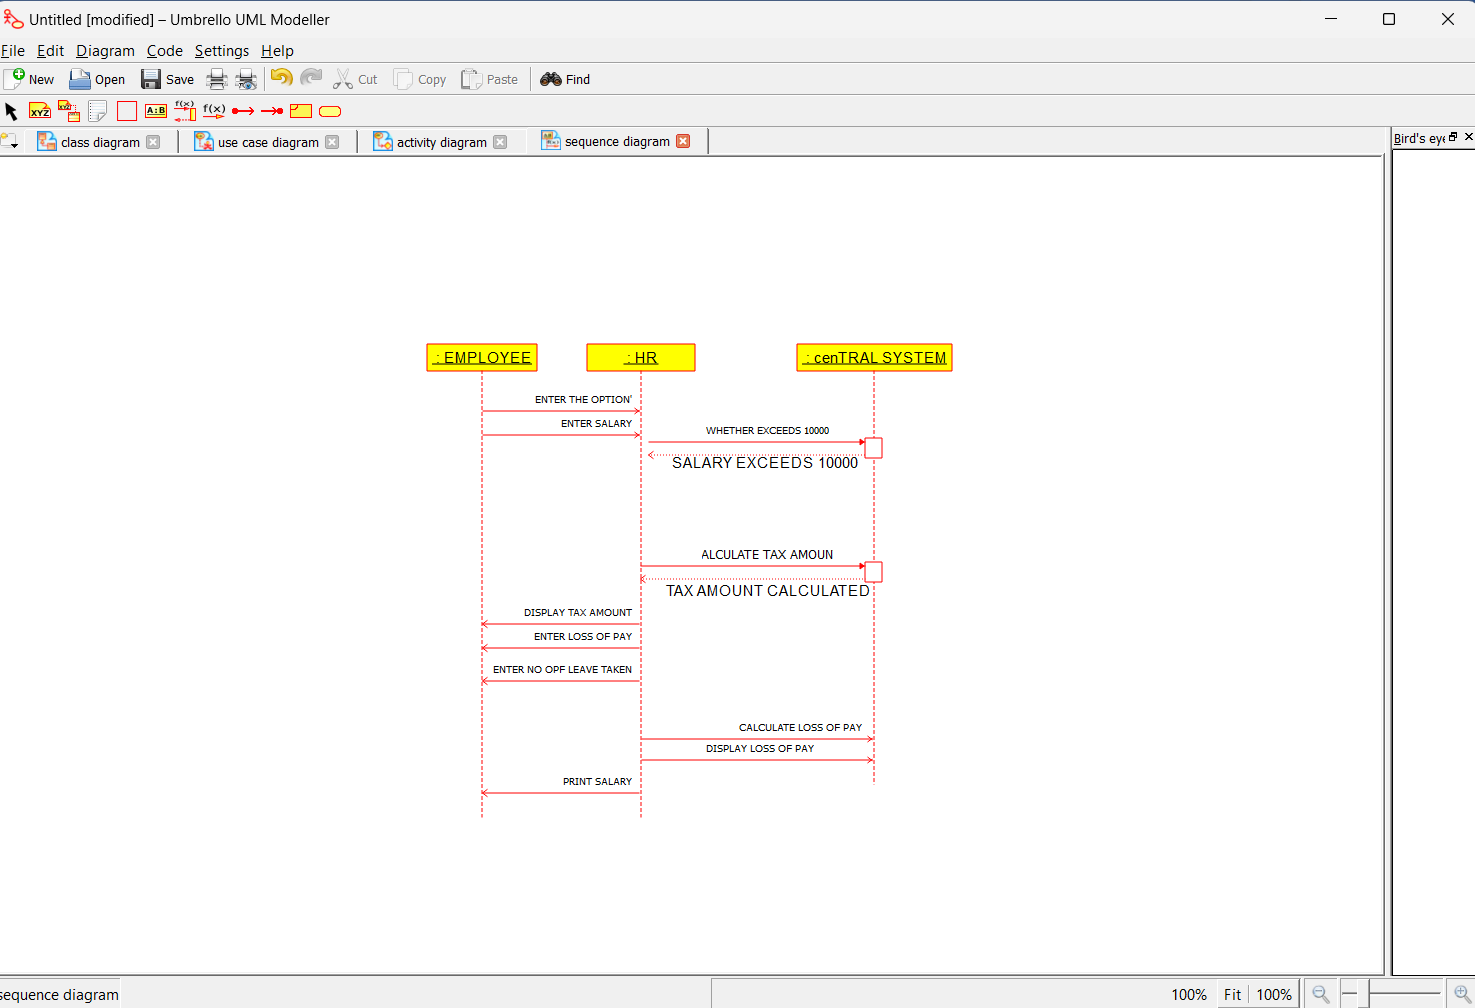 Untitled [modified] – Umbrello UML Modeller
File Edit Diagram Code Settings Help
New Open Save Cut Copy Paste Find
XYZ XYZ A:B f(x) f(x)
class diagram use case diagram activity diagram sequence diagram
Bird's eye
: EMPLOYEE : HR : cenTRAL SYSTEM
ENTER THE OPTION'
ENTER SALARY
WHETHER EXCEEDS 10000
SALARY EXCEEDS 10000
ALCULATE TAX AMOUN
TAX AMOUNT CALCULATED
DISPLAY TAX AMOUNT
ENTER LOSS OF PAY
ENTER NO OPF LEAVE TAKEN
CALCULATE LOSS OF PAY
DISPLAY LOSS OF PAY
PRINT SALARY
sequence diagram 100% Fit 100%